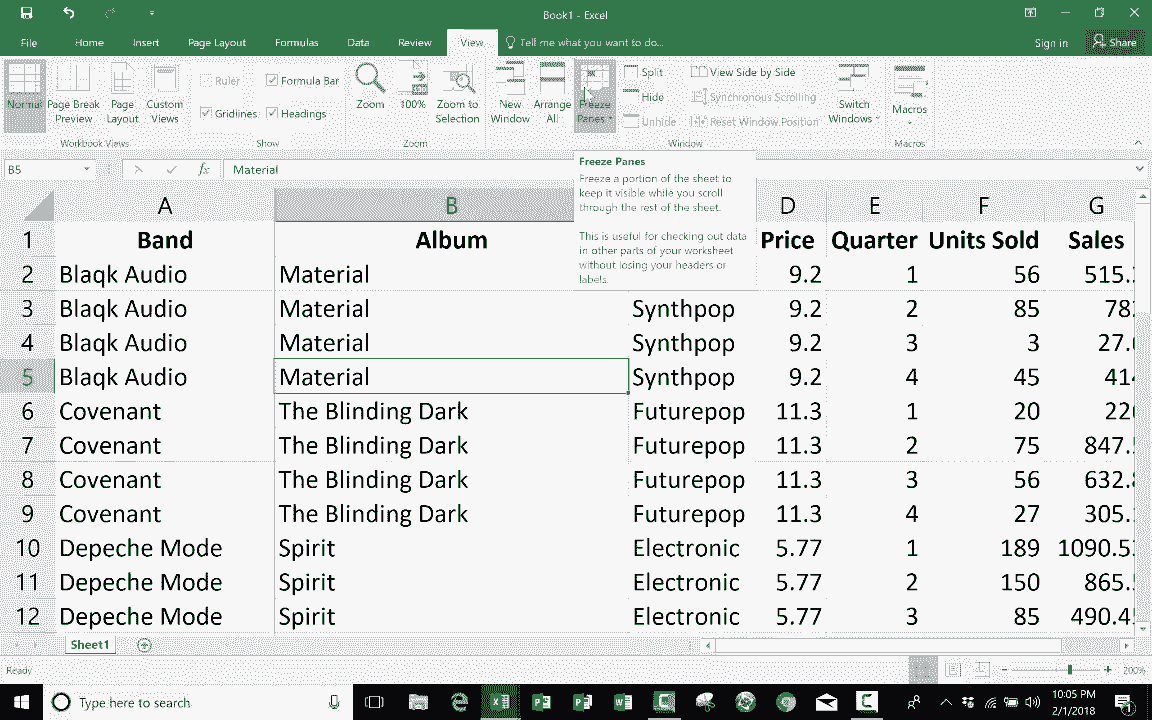 Book1 - Excel
File Home Insert Page Layout Formulas Data Review View Tell me what you want to do... Sign in Share
Normal Page Break Preview Page Layout Custom Views
Ruler Formula Bar
Gridlines Headings
Zoom 100% Zoom to Selection
New Window Arrange All Freeze Panes
Split
Hide
Unhide
View Side by Side
Synchronous Scrolling
Reset Window Position
Switch Windows
Macros
Workbook Views Show Zoom Window Macros
B5 fx Material
Freeze Panes
Freeze a portion of the sheet to
keep it visible while you scroll
through the rest of the sheet.
This is useful for checking out data
in other parts of your worksheet
without losing your headers or
labels.
A B D E F G
1 Band Album Price Quarter Units Sold Sales
2 Blaqk Audio Material 9.2 1 56 515.
3 Blaqk Audio Material Synthpop 9.2 2 85 78
4 Blaqk Audio Material Synthpop 9.2 3 3 27.
5 Blaqk Audio Material Synthpop 9.2 4 45 41
6 Covenant The Blinding Dark Futurepop 11.3 1 20 22
7 Covenant The Blinding Dark Futurepop 11.3 2 75 847.
8 Covenant The Blinding Dark Futurepop 11.3 3 56 632.
9 Covenant The Blinding Dark Futurepop 11.3 4 27 305.
10 Depeche Mode Spirit Electronic 5.77 1 189 1090.5
11 Depeche Mode Spirit Electronic 5.77 2 150 865.
12 Depeche Mode Spirit Electronic 5.77 3 85 490.4
Sheet1
Ready 200%
Type here to search
10:05 PM
2/1/2018